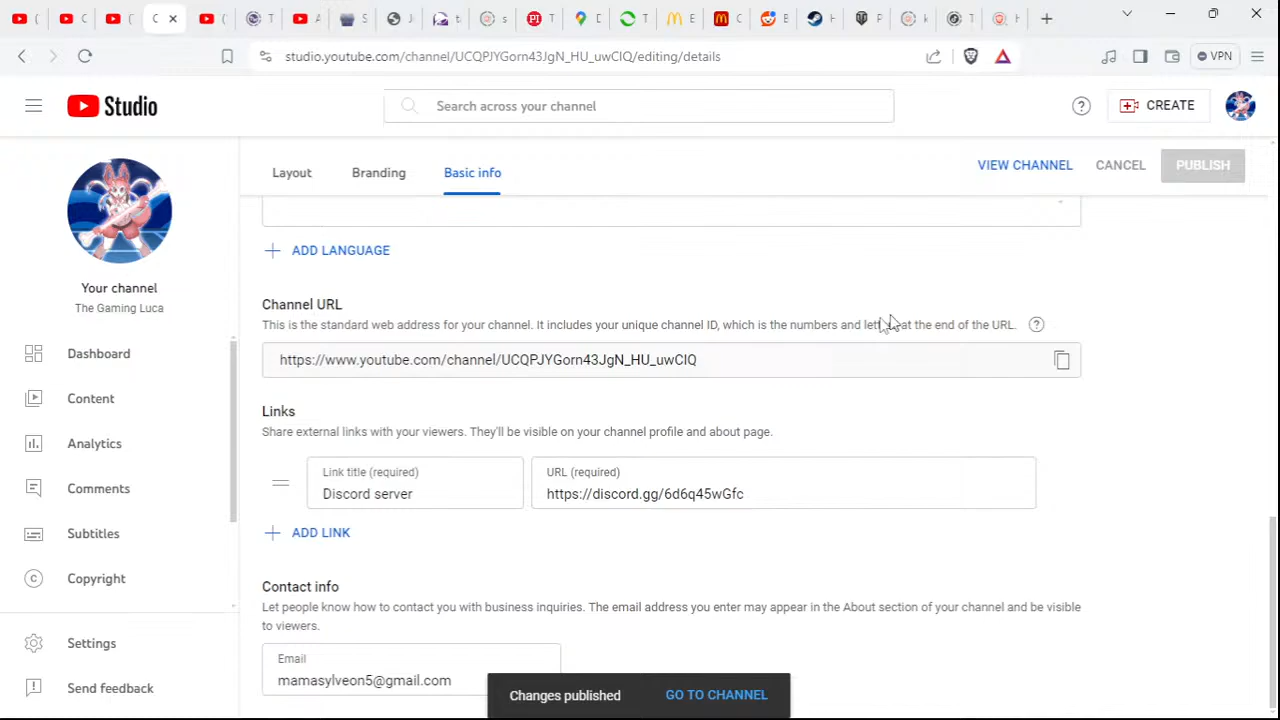 studio.youtube.com/channel/UCQPJYGorn43JgN_HU_uwCIQ/editing/details
VPN
Studio
Search across your channel
CREATE
Layout
Branding
Basic info
VIEW CHANNEL
CANCEL
PUBLISH
Your channel
The Gaming Luca
Dashboard
Content
Analytics
Comments
Subtitles
Copyright
Settings
Send feedback
ADD LANGUAGE
Channel URL
This is the standard web address for your channel. It includes your unique channel ID, which is the numbers and at the end of the URL.
https://www.youtube.com/channel/UCQPJYGorn43JgN_HU_uwCIQ
Links
Share external links with your viewers. They'll be visible on your channel profile and about page.
Link title (required)
Discord server
URL (required)
https://discord.gg/6d6q45wGfc
ADD LINK
Contact info
Let people know how to contact you with business inquiries. The email address you enter may appear in the About section of your channel and be visible
to viewers.
Email
mamasylveon5@gmail.com
Changes published
GO TO CHANNEL